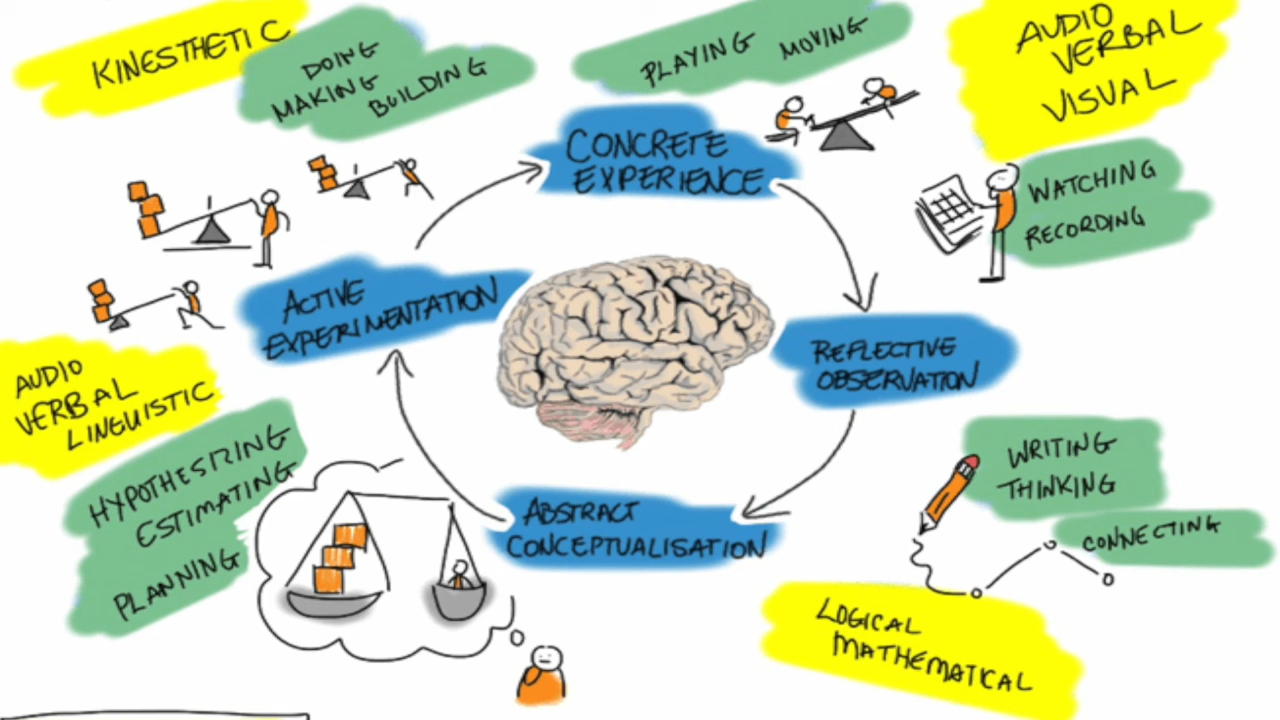 KINESTHETIC
DOING
MAKING
BUILDING
PLAYING MOVING
AUDIO
VERBAL
VISUAL
CONCRETE
EXPERIENCE
WATCHING
RECORDING
ACTIVE
EXPERIMENTATION
REFLECTIVE
OBSERVATION
AUDIO
VERBAL
LINGUISTIC
HYPOTHESIZING
ESTIMATING
PLANNING
ABSTRACT
CONCEPTUALISATION
WRITING
THINKING
CONNECTING
LOGICAL
MATHEMATICAL